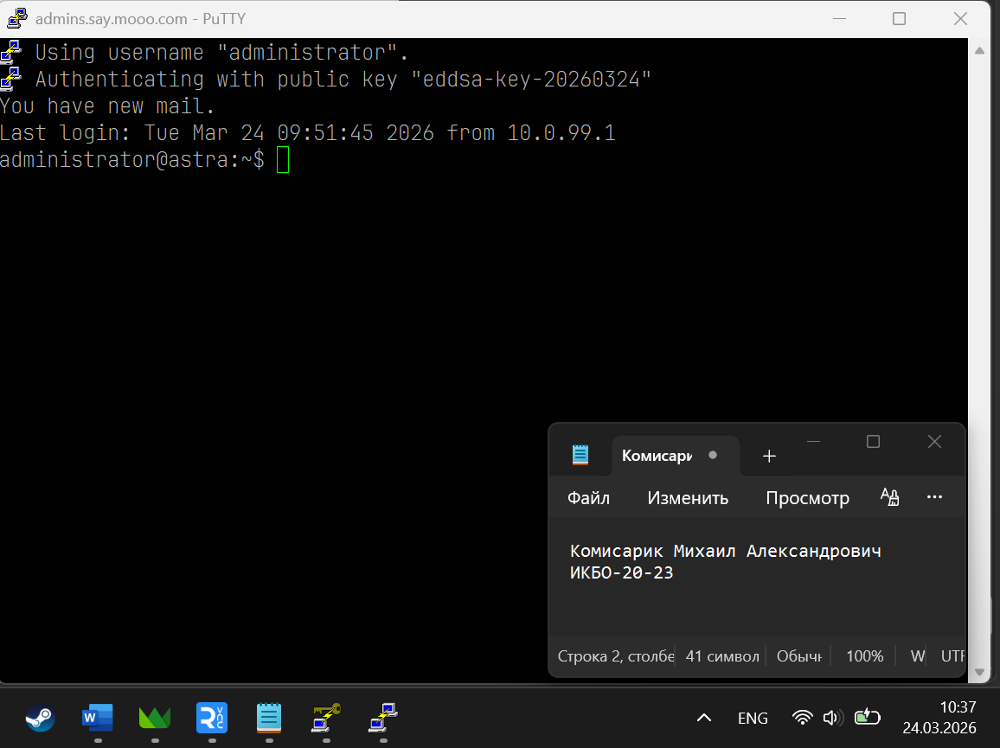 admins.say.mooo.com - PuTTY
Using username "administrator".
Authenticating with public key "eddsa-key-20260324"
You have new mail.
Last login: Tue Mar 24 09:51:45 2026 from 10.0.99.1
administrator@astra:~$
Комисари
Файл Изменить Просмотр
Комисарик Михаил Александрович
ИКБО-20-23
Строка 2, столбе 41 символ Обычн 100% W UTF
W RE VNC ENG 10:37
24.03.2026